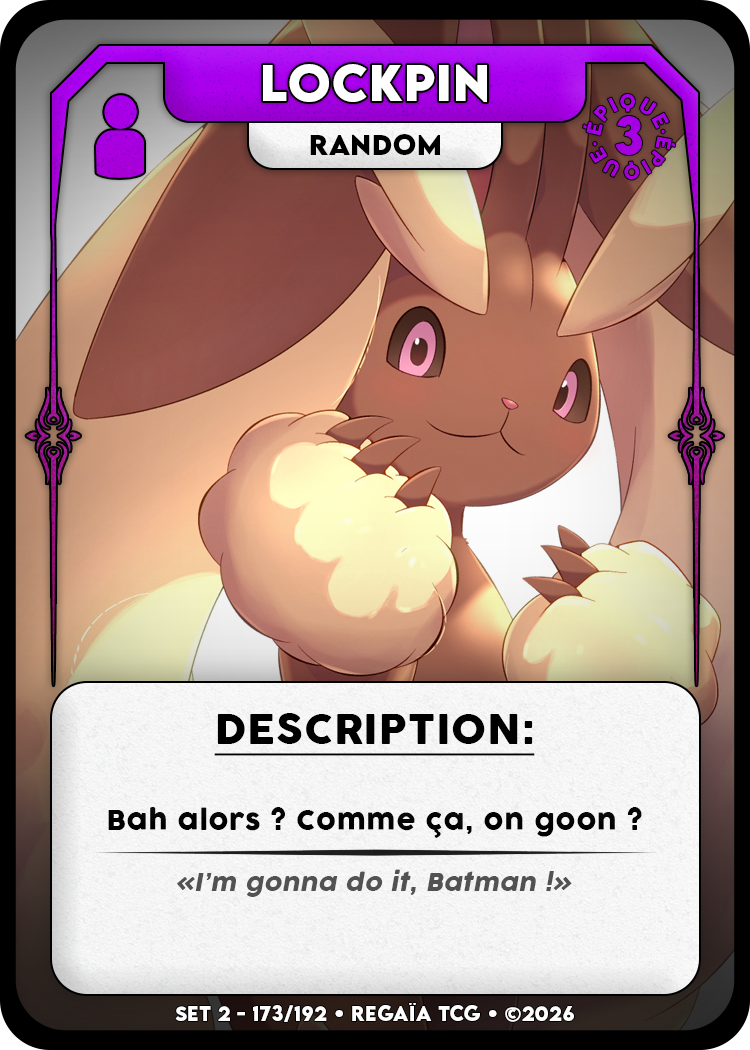 LOCKPIN
RANDOM
ÉPIQUE • ÉPIQUE •
3
DESCRIPTION:
Bah alors ? Comme ça, on goon ?
«I'm gonna do it, Batman !»
SET 2 - 173/192 • REGAÏA TCG • ©2026